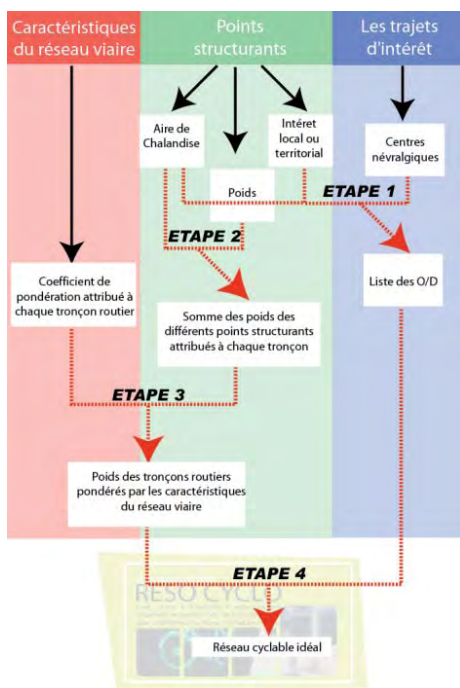 Caractéristiques
du réseau viaire
Points
structurants
Les trajets
d'intérêt
Aire de
Chalandise
Intéret
local ou
territorial
Centres
névralgiques
Poids
ETAPE 1
ETAPE 2
Coefficient de
pondération attribué à
chaque tronçon routier
Somme des poids des
différents points structurants
attribués à chaque tronçon
Liste des O/D
ETAPE 3
Poids des tronçons routiers
pondérés par les caractéristiques
du réseau viaire
ETAPE 4
RESO CYCLO
Réseau cyclable idéal